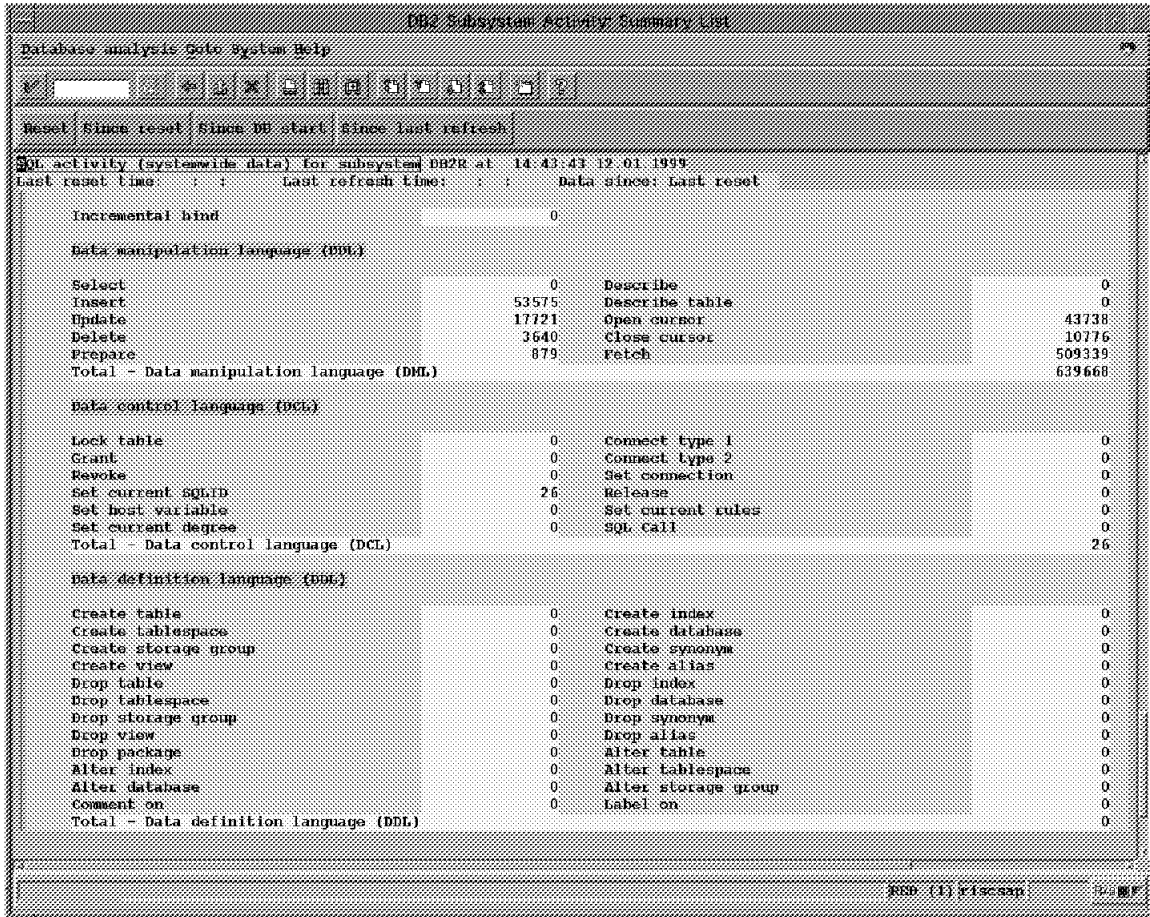 DB2 Subsystem Activity: Summary List
Database analysis Goto System Help
Reset Since reset Since DB start Since last refresh
SQL activity (systemwide data) for subsystem DB2R at 14:43:43 12.01.1999
Last reset time: : : Last refresh time: : : Data since: Last reset
Incremental bind 0
Data manipulation language (DDL)
Select 0 Describe 0
Insert 53575 Describe table 0
Update 17721 Open cursor 43738
Delete 3640 Close cursor 10776
Prepare 879 Fetch 509339
Total - Data manipulation language (DML) 639668
Data control language (DCL)
Lock table 0 Connect type 1 0
Grant 0 Connect type 2 0
Revoke 0 Set connection 0
Set current SQLID 26 Release 0
Set host variable 0 Set current rules 0
Set current degree 0 SQL Call 0
Total - Data control language (DCL) 26
Data definition language (DDL)
Create table 0 Create index 0
Create tablespace 0 Create database 0
Create storage group 0 Create synonym 0
Create view 0 Create alias 0
Drop table 0 Drop index 0
Drop tablespace 0 Drop database 0
Drop storage group 0 Drop synonym 0
Drop view 0 Drop alias 0
Drop package 0 Alter table 0
Alter index 0 Alter tablespace 0
Alter database 0 Alter storage group 0
Comment on 0 Label on 0
Total - Data definition language (DDL) 0
RED (1) riscsap